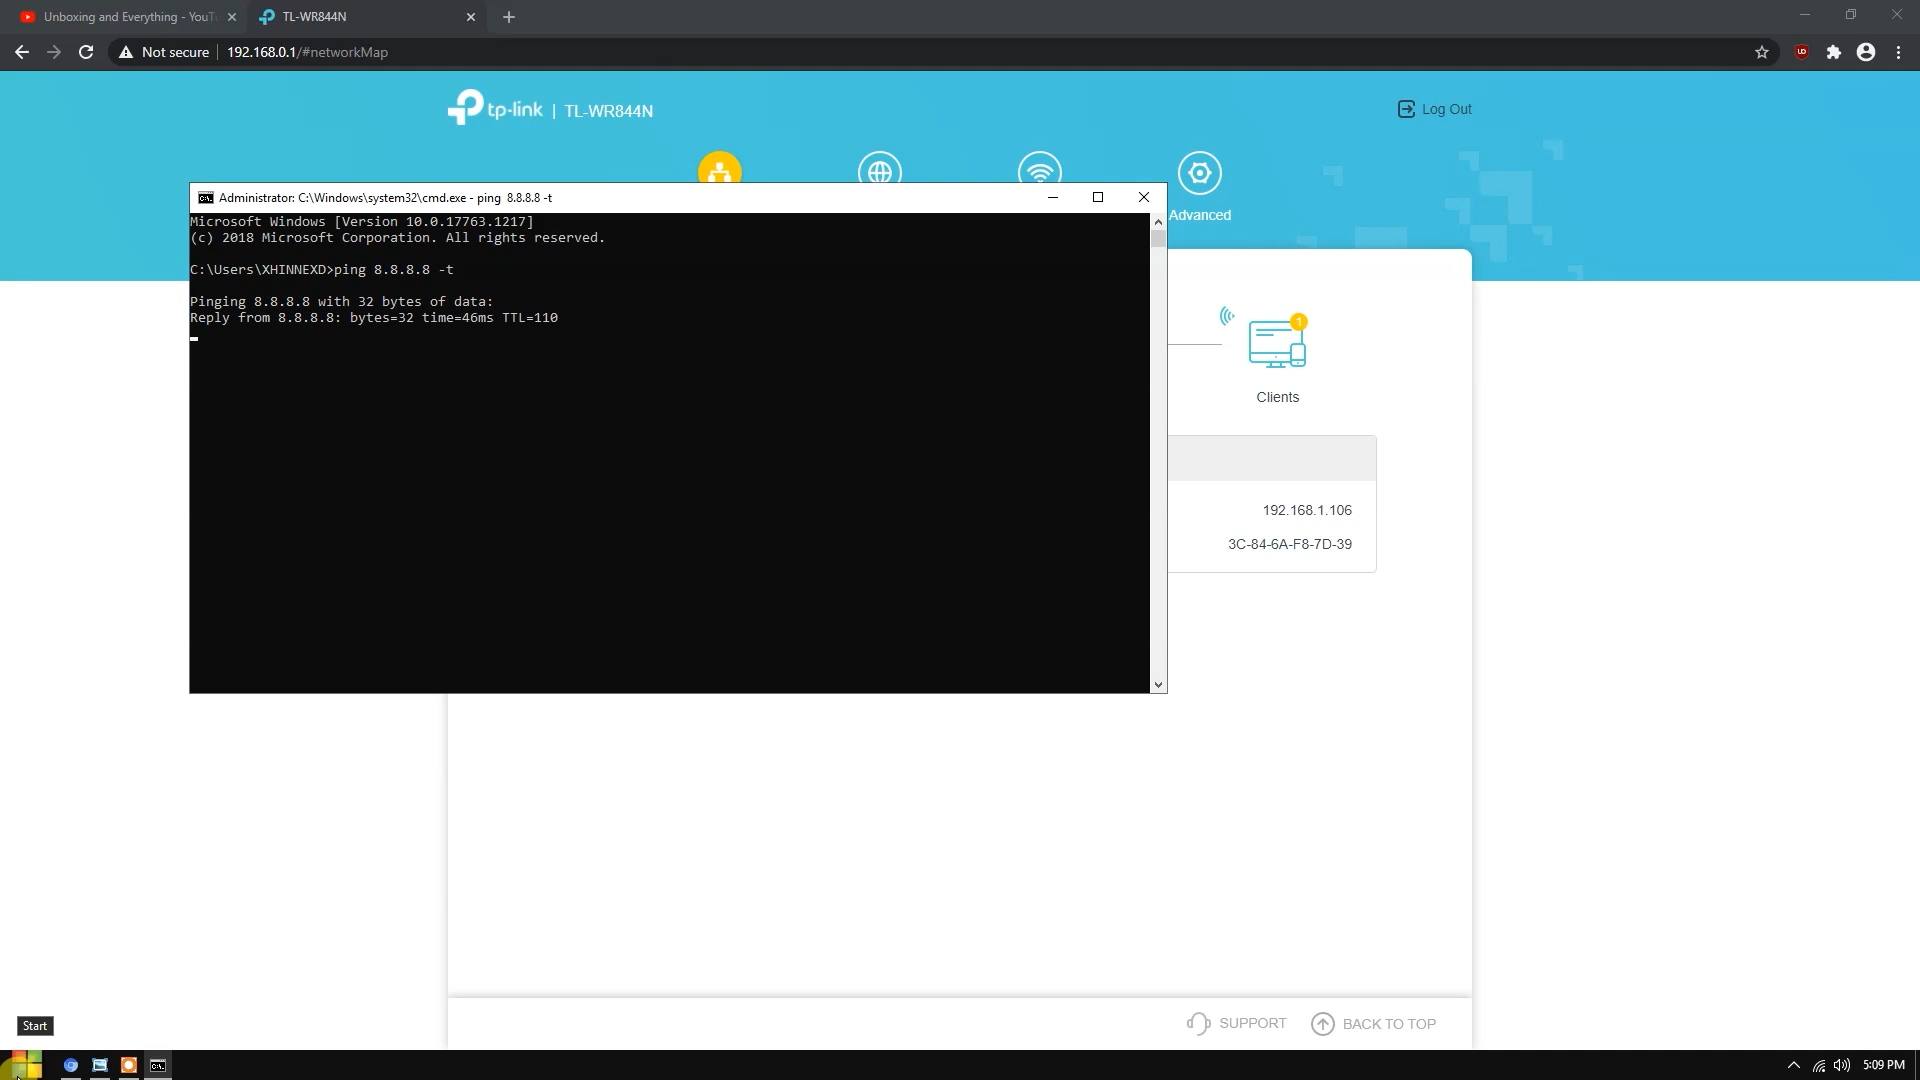 Unboxing and Everything - YouT
TL-WR844N
Not secure
192.168.0.1/#networkMap
tp-link | TL-WR844N
Log Out
Administrator: C:\Windows\system32\cmd.exe - ping 8.8.8.8 -t
Advanced
Microsoft Windows [Version 10.0.17763.1217]
(c) 2018 Microsoft Corporation. All rights reserved.
C:\Users\XHINNEXD>ping 8.8.8.8 -t
Pinging 8.8.8.8 with 32 bytes of data:
Reply from 8.8.8.8: bytes=32 time=46ms TTL=110
1
Clients
192.168.1.106
3C-84-6A-F8-7D-39
SUPPORT
BACK TO TOP
Start
5:09 PM